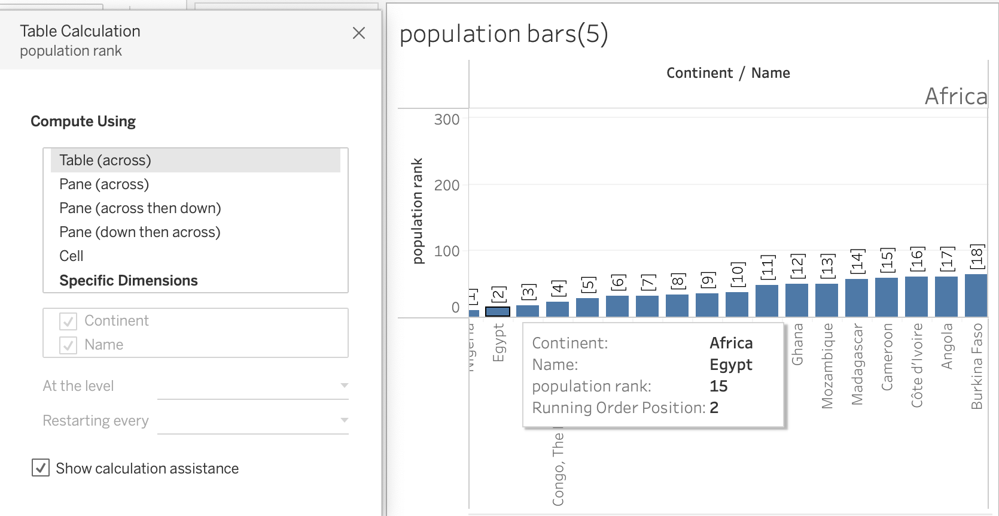 Table Calculation
population rank
Compute Using
Table (across)
Pane (across)
Pane (across then down)
Pane (down then across)
Cell
Specific Dimensions
Continent
Name
At the level
Restarting every
Show calculation assistance
population bars(5)
Continent / Name
Africa
population rank
300
200
100
0
[1]
[2]
[3]
[4]
[5]
[6]
[7]
[8]
[9]
[10]
[11]
[12]
[13]
[14]
[15]
[16]
[17]
[18]
Nigeria
Egypt
Congo, The
Ghana
Mozambique
Madagascar
Cameroon
Côte d'Ivoire
Angola
Burkina Faso
Continent: Africa
Name: Egypt
population rank: 15
Running Order Position: 2